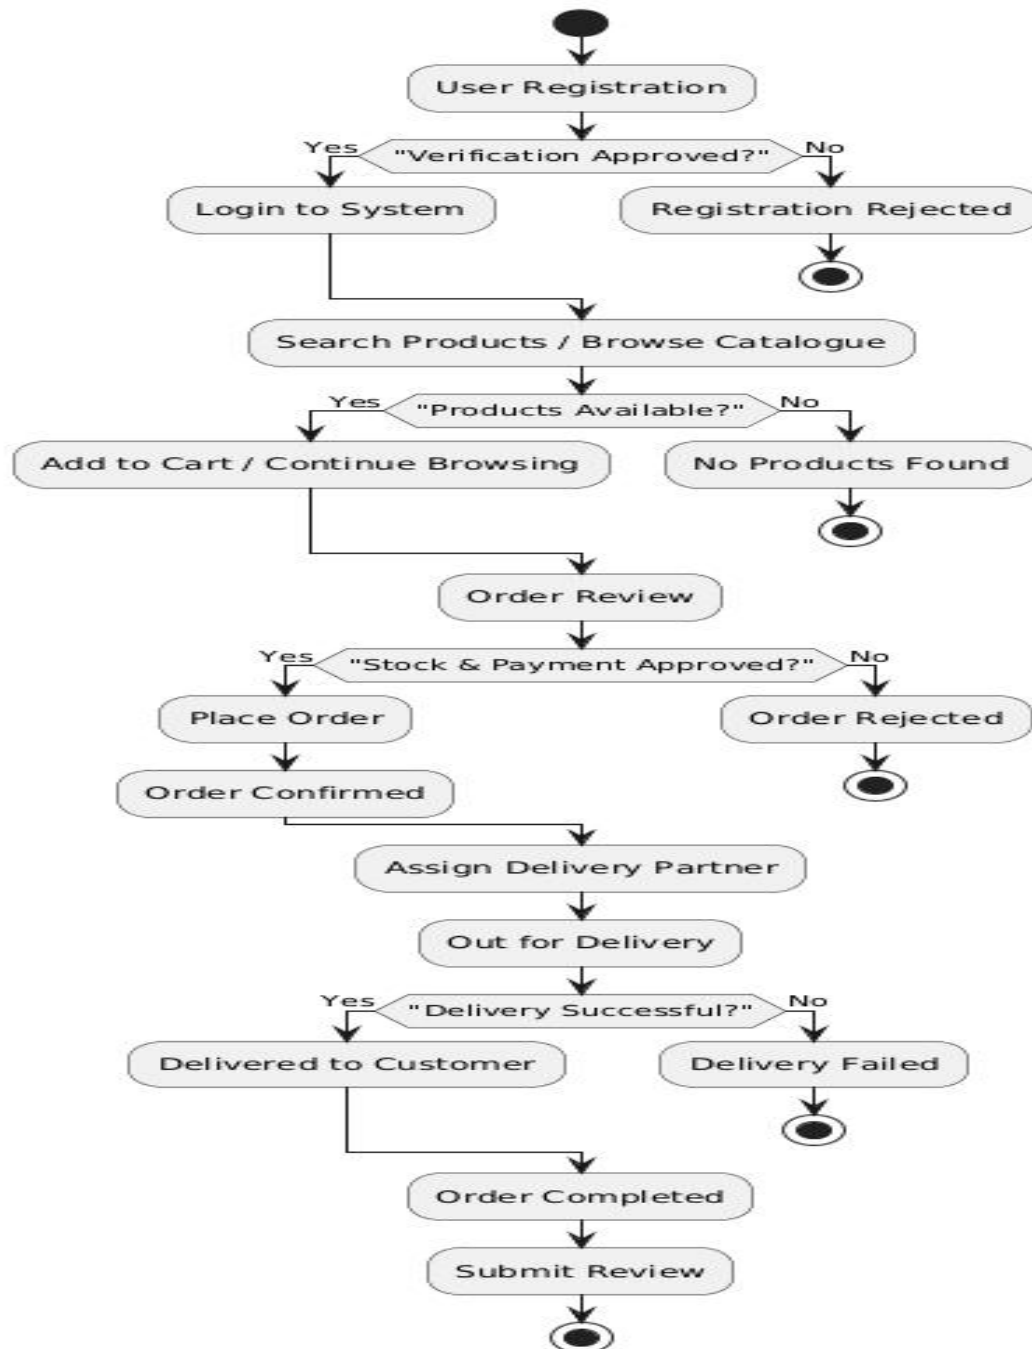 User Registration
Yes
"Verification Approved?"
No
Login to System
Registration Rejected
Search Products / Browse Catalogue
Yes
"Products Available?"
No
Add to Cart / Continue Browsing
No Products Found
Order Review
Yes
"Stock & Payment Approved?"
No
Place Order
Order Rejected
Order Confirmed
Assign Delivery Partner
Out for Delivery
Yes
"Delivery Successful?"
No
Delivered to Customer
Delivery Failed
Order Completed
Submit Review